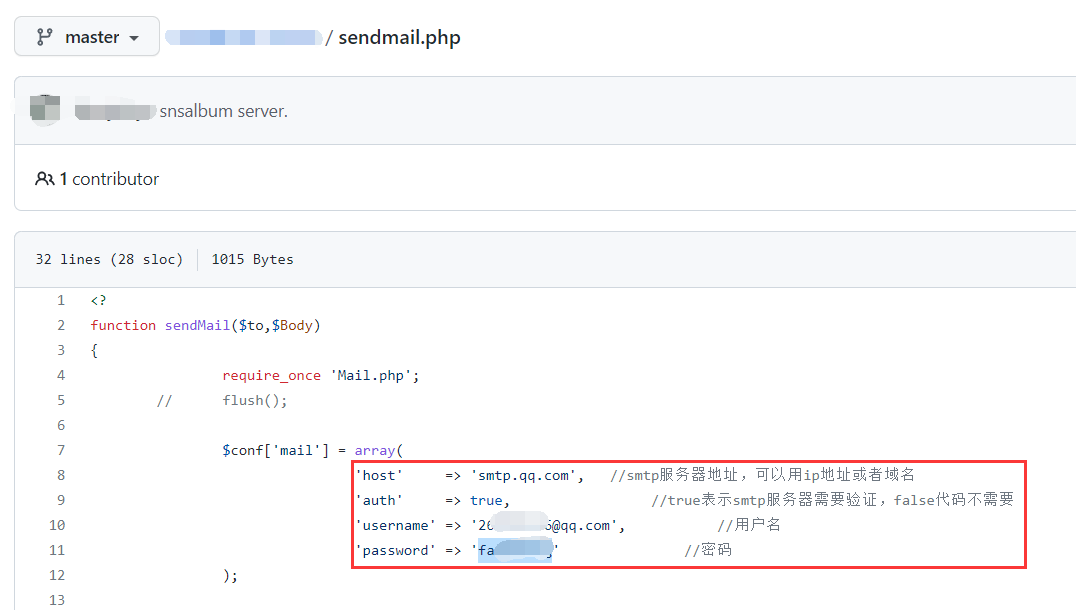 master
/ sendmail.php
snsalbum server.
1 contributor
32 lines (28 sloc) 1015 Bytes
1 <?
2 function sendMail($to,$Body)
3 {
4 require_once 'Mail.php';
5 // flush();
6
7 $conf['mail'] = array(
8 'host' => 'smtp.qq.com', //smtp服务器地址，可以用ip地址或者域名
9 'auth' => true, //true表示smtp服务器需要验证，false代码不需要
10 'username' => '26 6@qq.com', //用户名
11 'password' => 'fa ' //密码
12 );
13